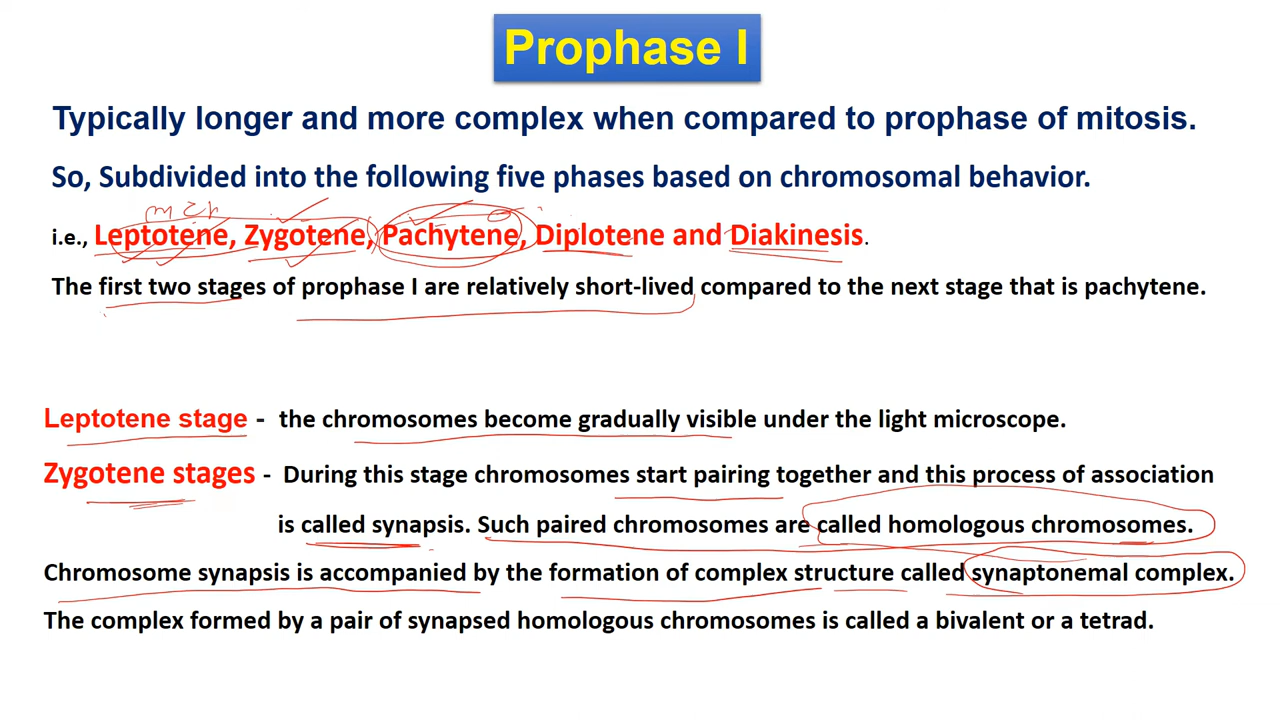 Prophase I
Typically longer and more complex when compared to prophase of mitosis.
So, Subdivided into the following five phases based on chromosomal behavior.
i.e., Leptotene, Zygotene, Pachytene, Diplotene and Diakinesis.
The first two stages of prophase I are relatively short-lived compared to the next stage that is pachytene.
Leptotene stage - the chromosomes become gradually visible under the light microscope.
Zygotene stages - During this stage chromosomes start pairing together and this process of association
is called synapsis. Such paired chromosomes are called homologous chromosomes.
Chromosome synapsis is accompanied by the formation of complex structure called synaptonemal complex.
The complex formed by a pair of synapsed homologous chromosomes is called a bivalent or a tetrad.